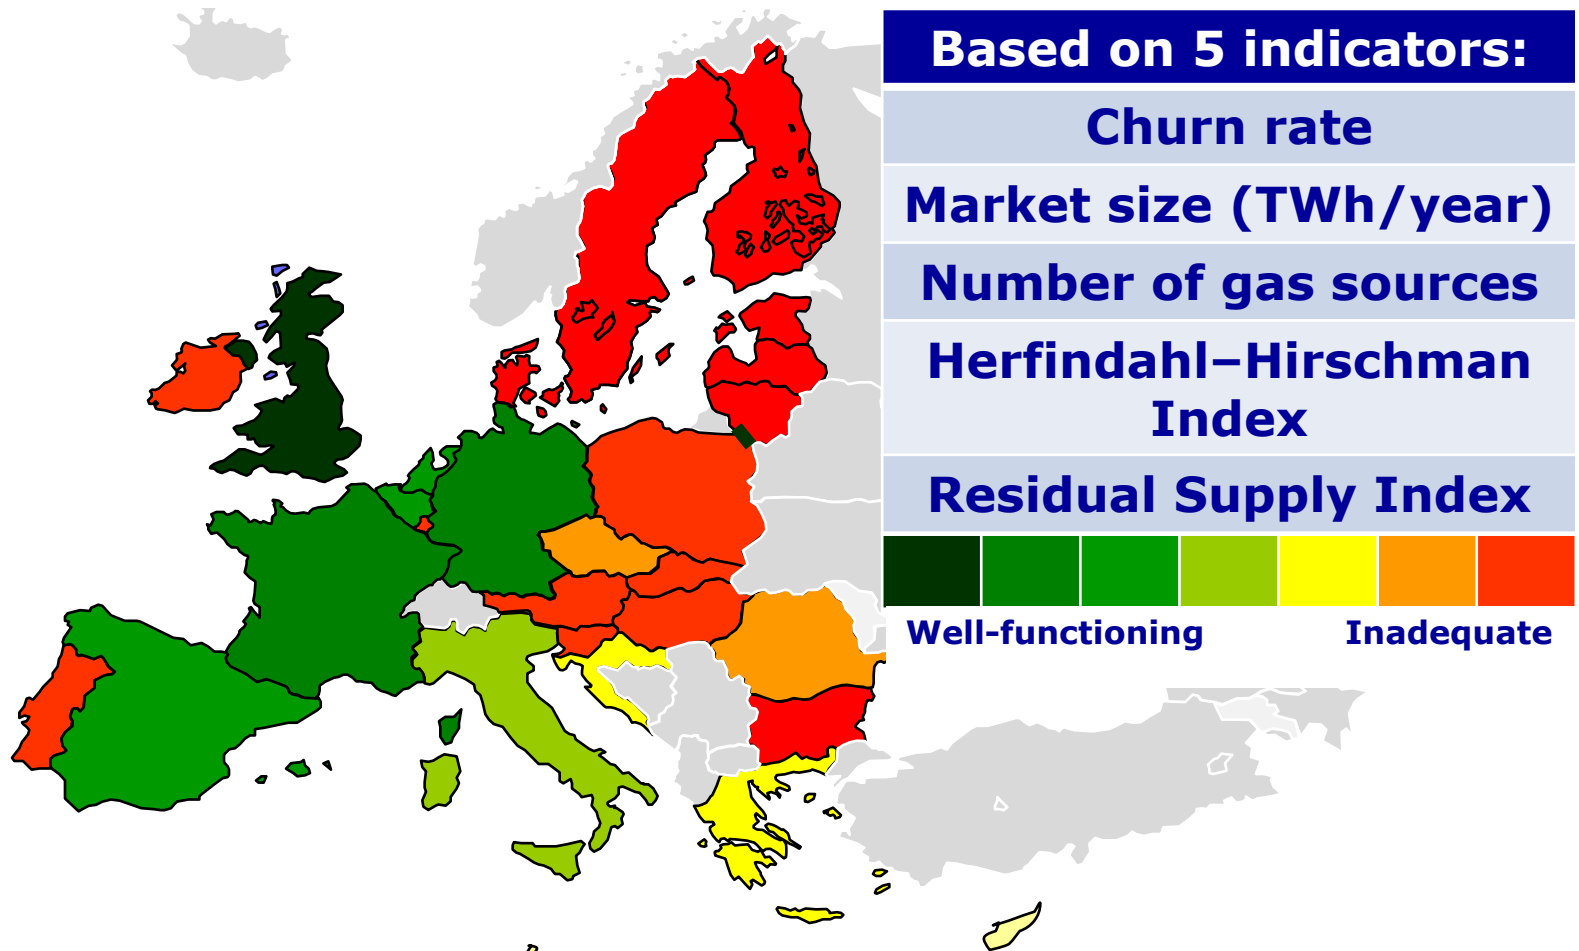 Based on 5 indicators:
Churn rate
Market size (TWh/year)
Number of gas sources
Herfindahl–Hirschman
Index
Residual Supply Index
Well-functioning
Inadequate